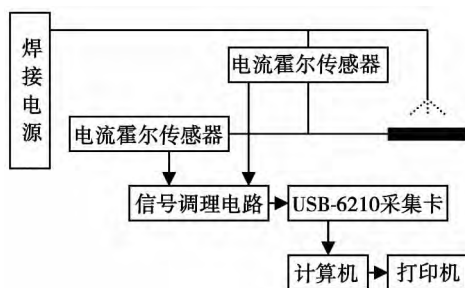 焊接电源
电流霍尔传感器
电流霍尔传感器
信号调理电路
USB-6210采集卡
计算机
打印机